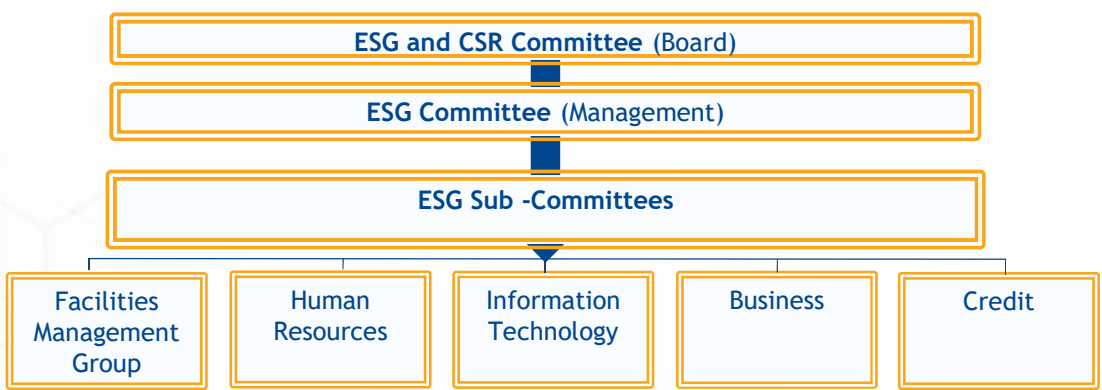 ESG and CSR Committee (Board)
ESG Committee (Management)
ESG Sub -Committees
Facilities
Management
Group
Human
Resources
Information
Technology
Business
Credit